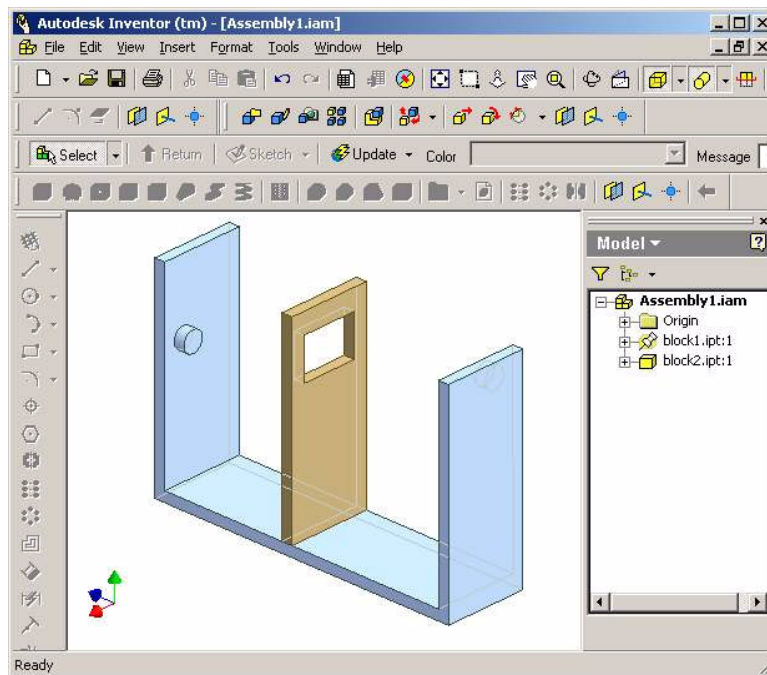 Autodesk Inventor (tm) - [Assembly1.iam]
File Edit View Insert Format Tools Window Help
Select Return Sketch Update Color Message
Model
Assembly1.iam
Origin
block1.ipt:1
block2.ipt:1
Ready